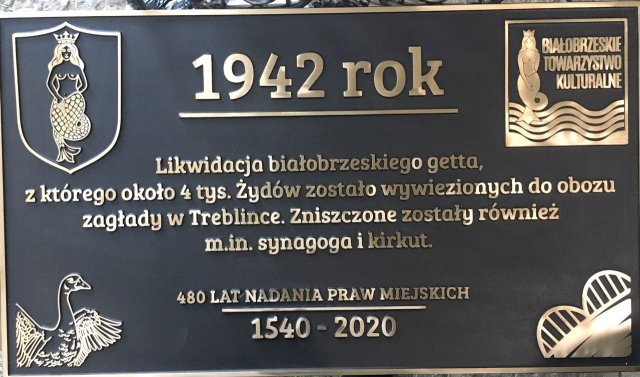 1942 rok
BIAŁOBRZESKIE
TOWARZYSTWO
KULTURALNE
Likwidacja białobrzeskiego getta,
z którego około 4 tys. Żydów zostało wywiezionych do obozu
zagłady w Treblince. Zniszczone zostały również
m.in. synagoga i kirkut.
480 LAT NADANIA PRAW MIEJSKICH
1540 - 2020